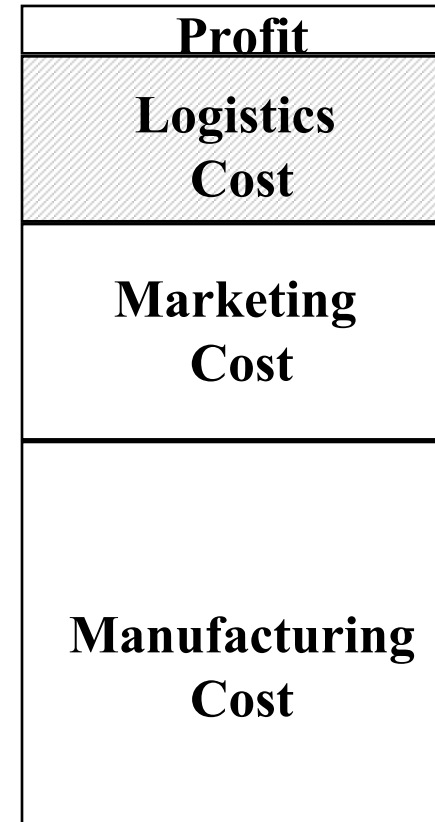 Profit
Logistics
Cost
Marketing
Cost
Manufacturing
Cost